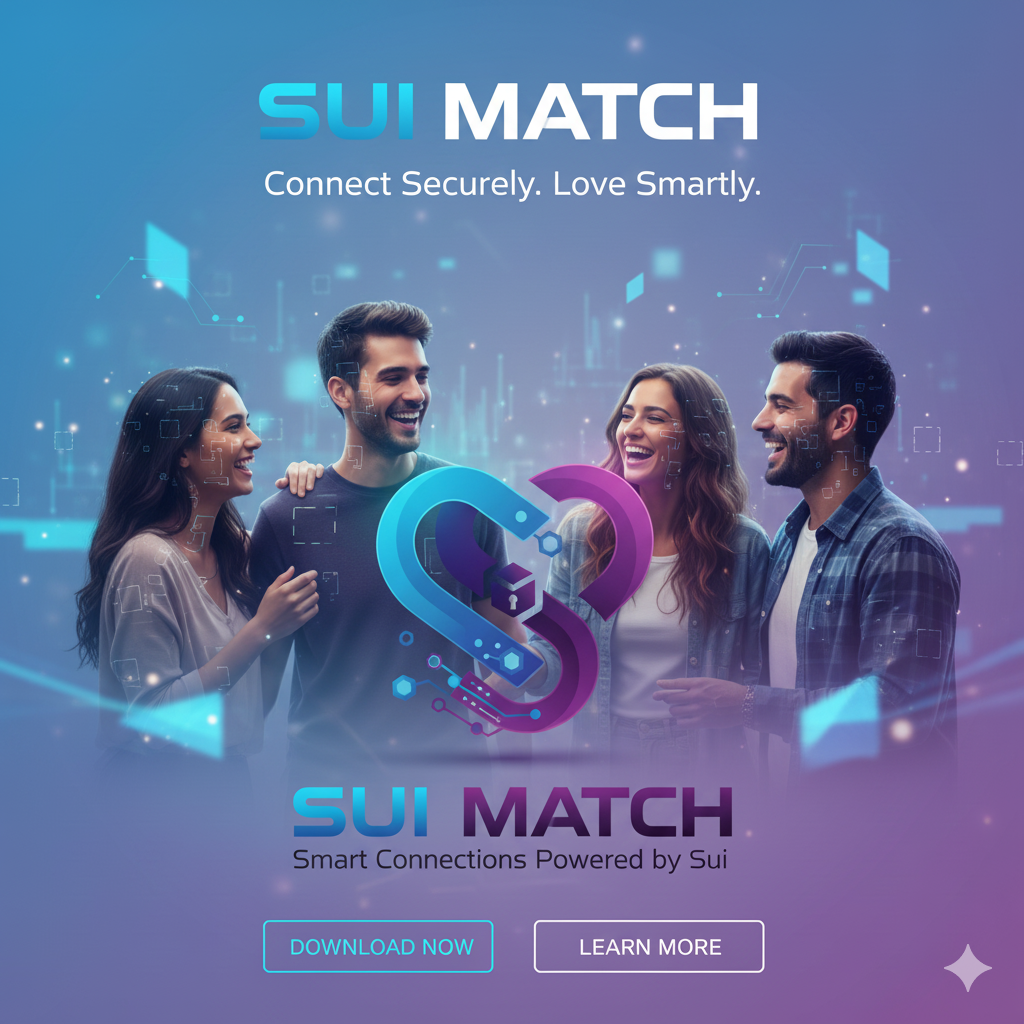 SUI MATCH
Connect Securely. Love Smartly.
SUI MATCH
Smart Connections Powered by Sui
DOWNLOAD NOW
LEARN MORE